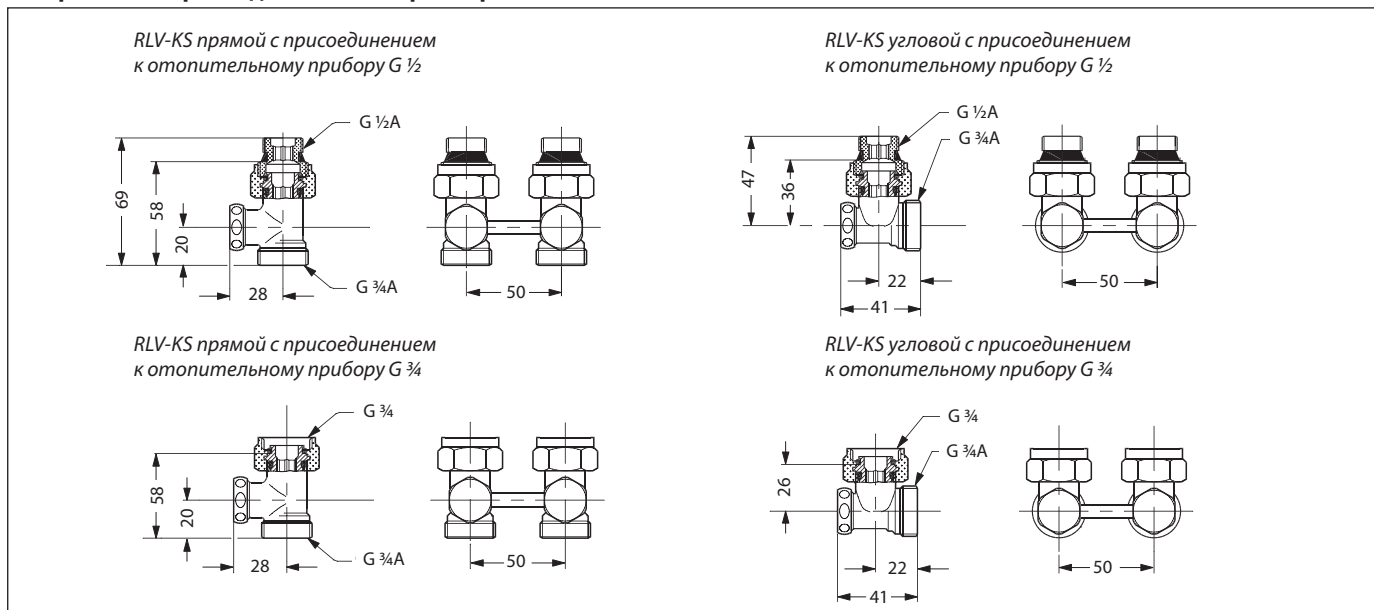 RLV-KS прямой с присоединением
к отопительному прибору G ½
G ½A
69
58
20
28
G ¾A
50
RLV-KS угловой с присоединением
к отопительному прибору G ½
G ½A
G ¾A
47
36
22
41
50
RLV-KS прямой с присоединением
к отопительному прибору G ¾
G ¾
58
20
28
G ¾A
50
RLV-KS угловой с присоединением
к отопительному прибору G ¾
G ¾
G ¾A
26
22
41
50